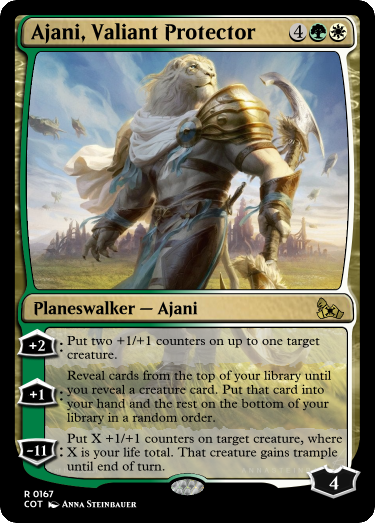 Ajani, Valiant Protector 4
Planeswalker — Ajani
+2: Put two +1/+1 counters on up to one target
creature.
Reveal cards from the top of your library until
+1: you reveal a creature card. Put that card into
your hand and the rest on the bottom of your
library in a random order.
Put X +1/+1 counters on target creature, where
-11: X is your life total. That creature gains trample
until end of turn.
4
R 0167
COT Anna Steinbauer